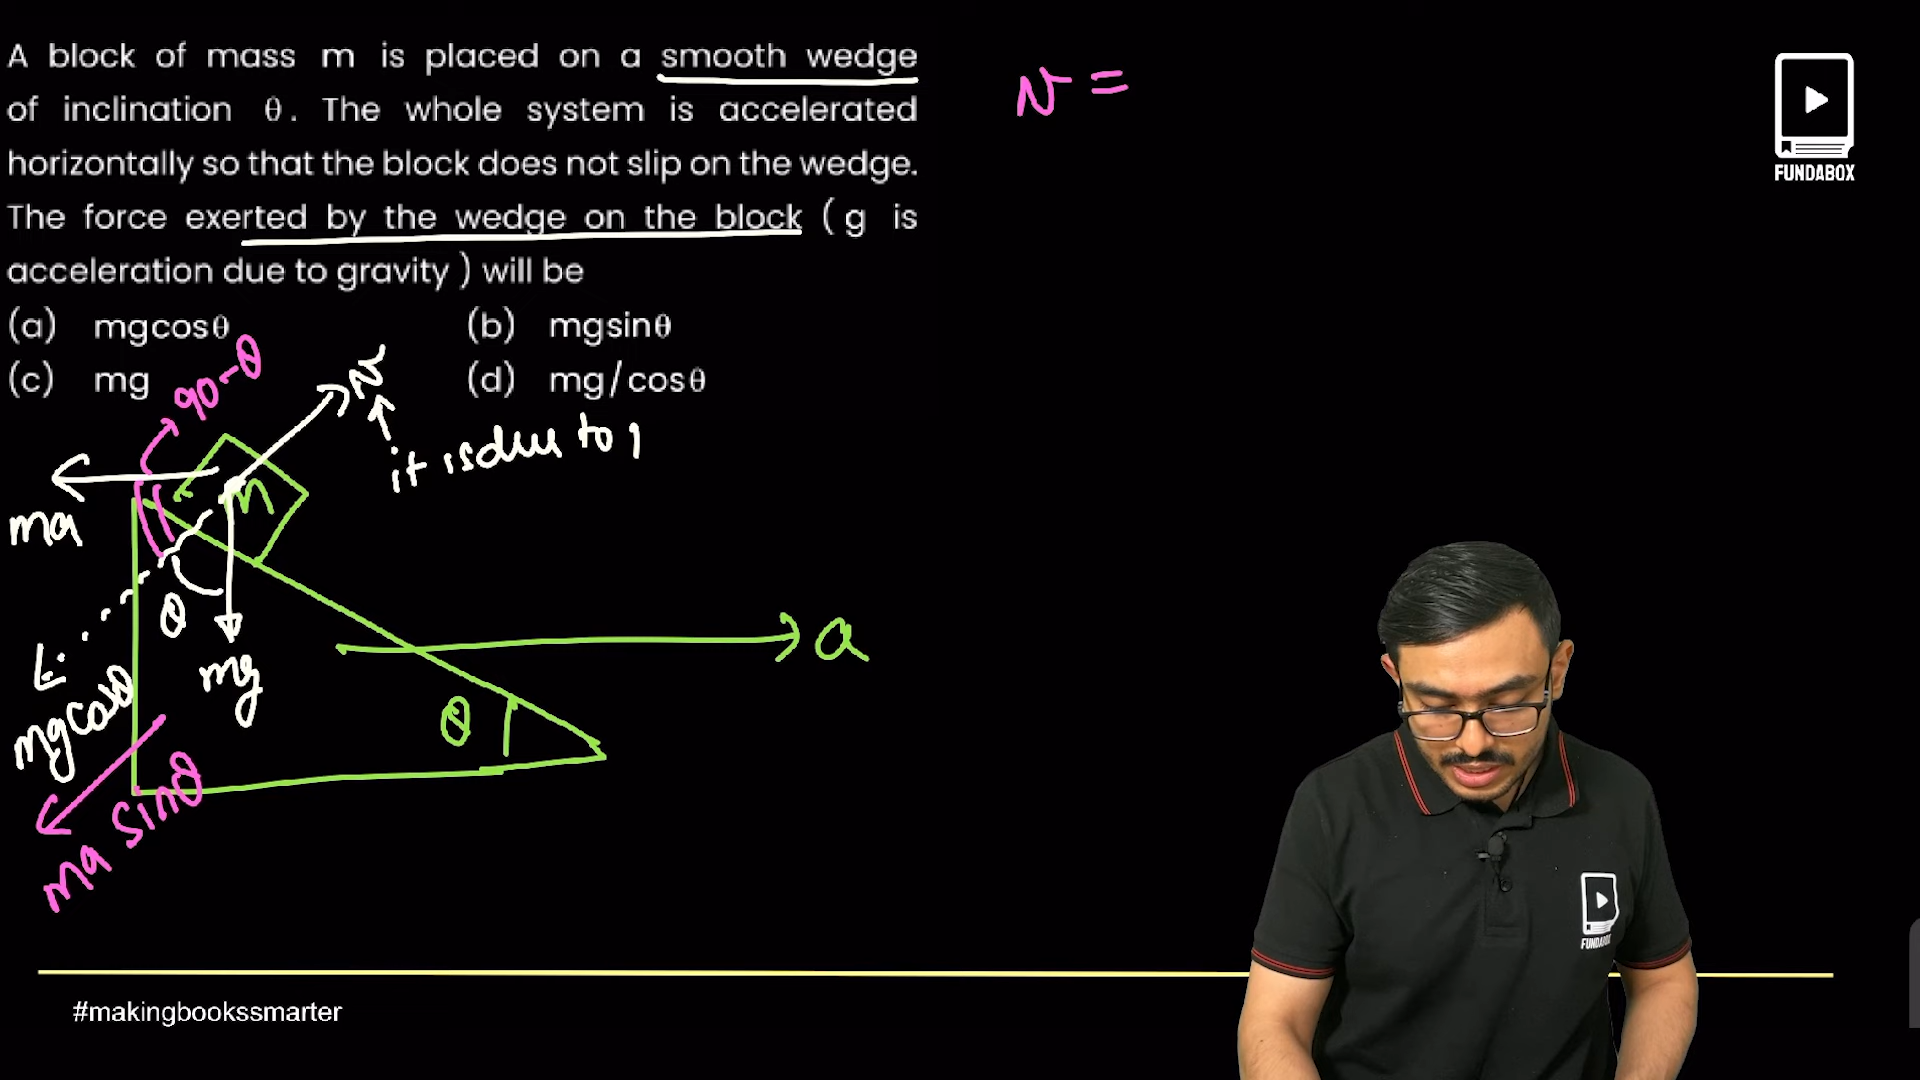 A block of mass m is placed on a smooth wedge
of inclination θ. The whole system is accelerated
horizontally so that the block does not slip on the wedge.
The force exerted by the wedge on the block ( g is
acceleration due to gravity ) will be
(a) mgcosθ (b) mgsinθ
(c) mg (d) mg/cosθ
N =
FUNDABOX
90-θ
N
it is due to
ma
m
θ
mg
mgcosθ
ma sinθ
θ
a
FUNDABOX
#makingbookssmarter